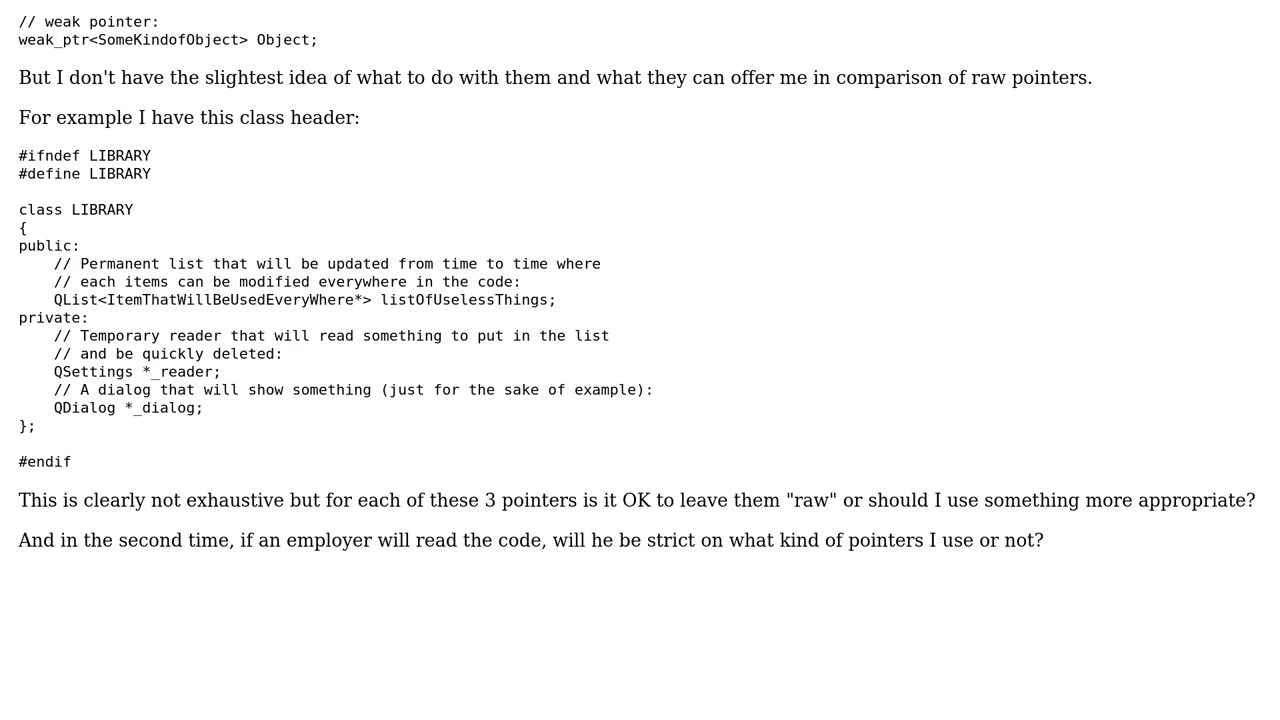 // weak pointer:
weak_ptr<SomeKindofObject> Object;
But I don't have the slightest idea of what to do with them and what they can offer me in comparison of raw pointers.
For example I have this class header:
#ifndef LIBRARY
#define LIBRARY
class LIBRARY
{
public:
    // Permanent list that will be updated from time to time where
    // each items can be modified everywhere in the code:
    QList<ItemThatWillBeUsedEveryWhere*> listOfUselessThings;
private:
    // Temporary reader that will read something to put in the list
    // and be quickly deleted:
    QSettings *_reader;
    // A dialog that will show something (just for the sake of example):
    QDialog *_dialog;
};
#endif
This is clearly not exhaustive but for each of these 3 pointers is it OK to leave them "raw" or should I use something more appropriate?
And in the second time, if an employer will read the code, will he be strict on what kind of pointers I use or not?